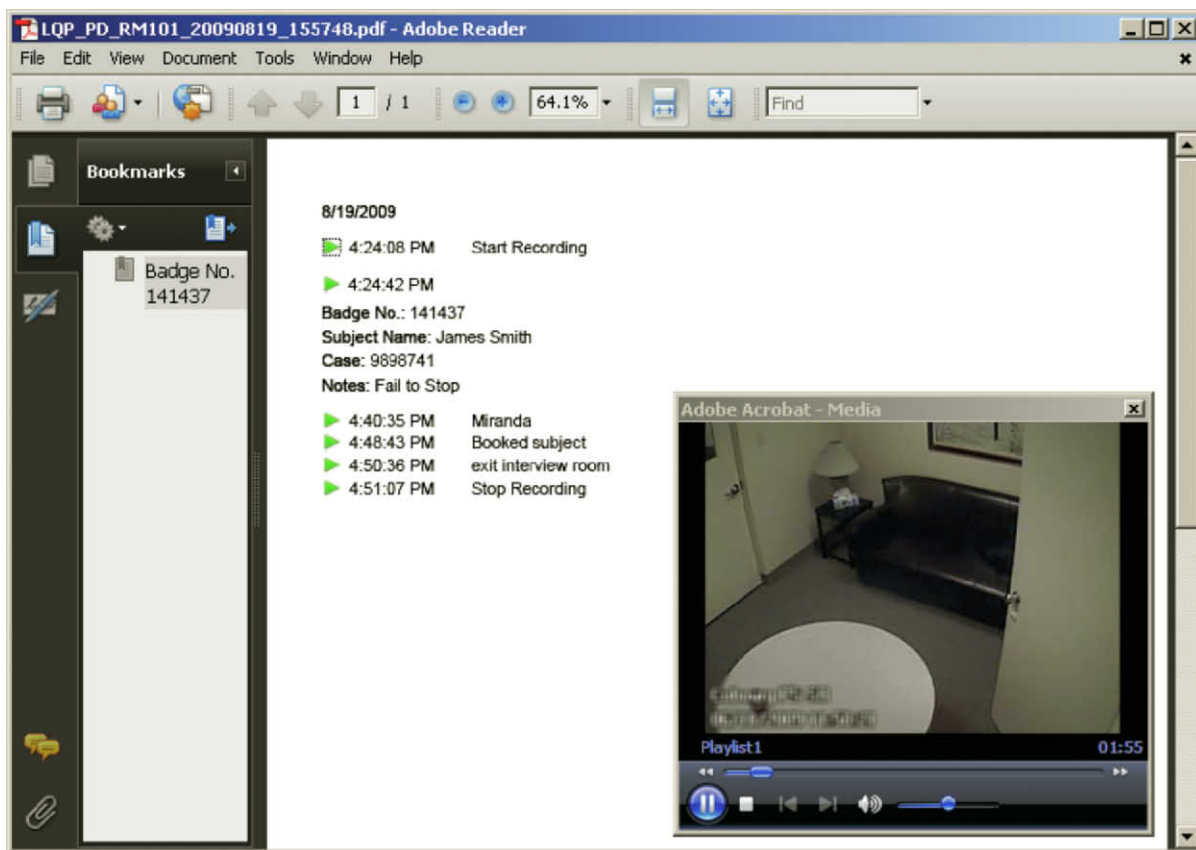 LQP_PD_RM101_20090819_155748.pdf - Adobe Reader
File Edit View Document Tools Window Help
1 / 1 64.1% Find
Bookmarks
Badge No.
141437
8/19/2009
4:24:08 PM Start Recording
4:24:42 PM
Badge No.: 141437
Subject Name: James Smith
Case: 9898741
Notes: Fail to Stop
4:40:35 PM Miranda
4:48:43 PM Booked subject
4:50:36 PM exit interview room
4:51:07 PM Stop Recording
Adobe Acrobat - Media
Playlist1 01:55